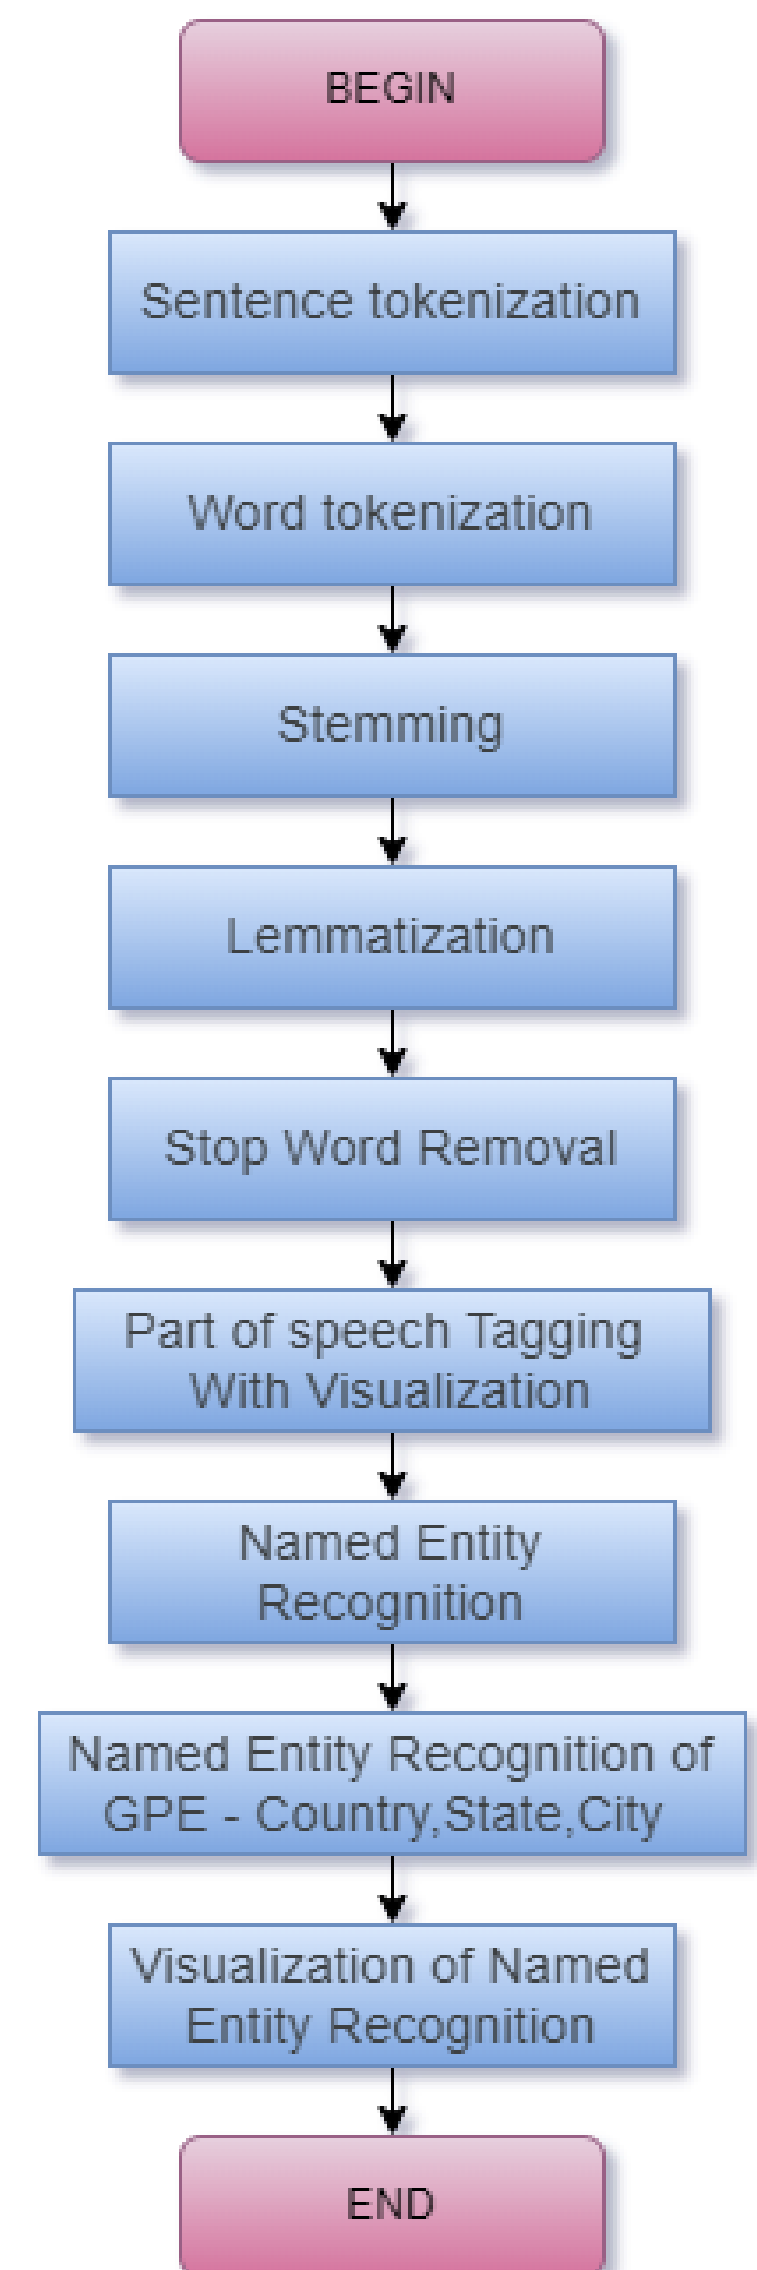 BEGIN
Sentence tokenization
Word tokenization
Stemming
Lemmatization
Stop Word Removal
Part of speech Tagging
With Visualization
Named Entity
Recognition
Named Entity Recognition of
GPE - Country,State,City
Visualization of Named
Entity Recognition
END